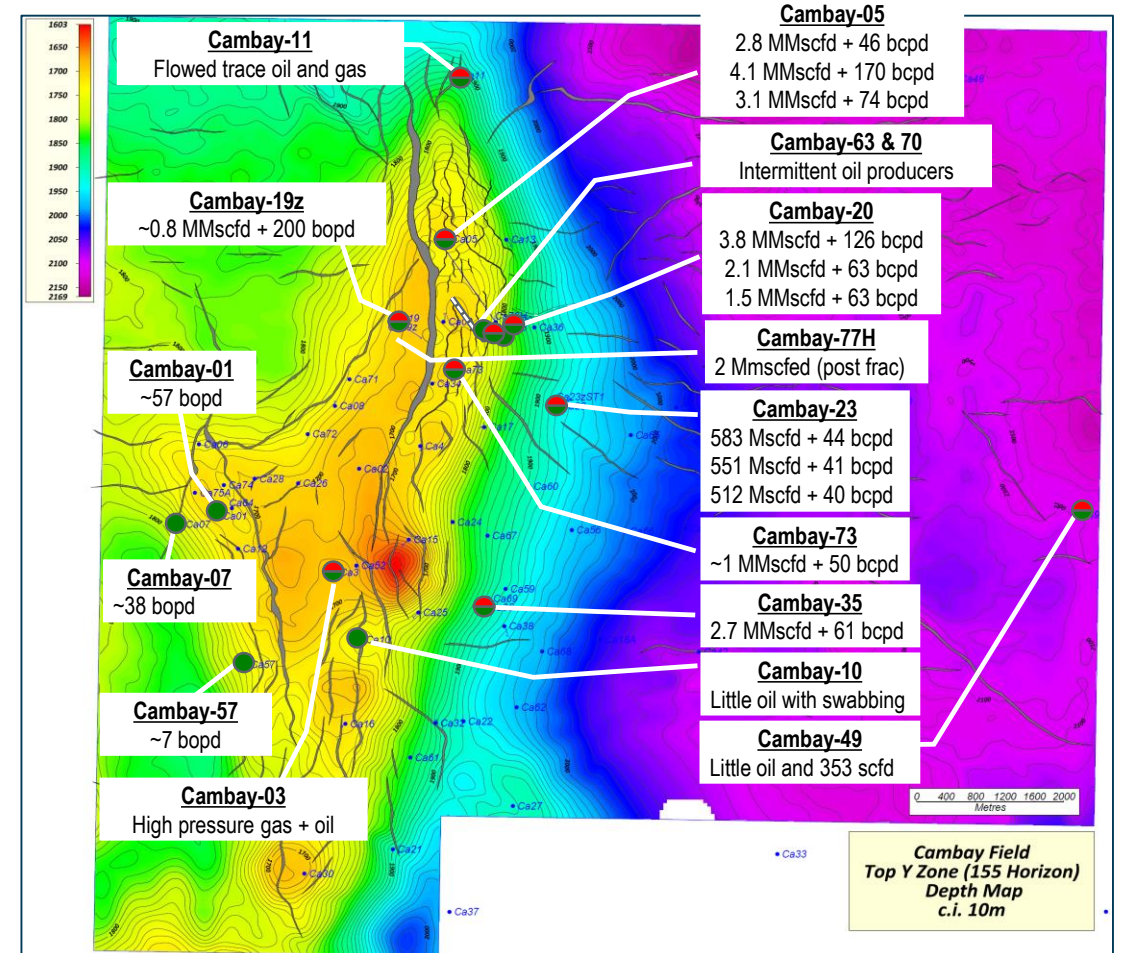 1603
1650
1700
1750
1800
1850
1900
1950
2000
2050
2100
2150
2169
Cambay-11
Flowed trace oil and gas
Cambay-05
2.8 MMscfd + 46 bcpd
4.1 MMscfd + 170 bcpd
3.1 MMscfd + 74 bcpd
Cambay-63 & 70
Intermittent oil producers
Cambay-19z
~0.8 MMscfd + 200 bopd
Cambay-20
3.8 MMscfd + 126 bcpd
2.1 MMscfd + 63 bcpd
1.5 MMscfd + 63 bcpd
Cambay-77H
2 Mmscfed (post frac)
Cambay-01
~57 bopd
Cambay-23
583 Mscfd + 44 bcpd
551 Mscfd + 41 bcpd
512 Mscfd + 40 bcpd
Cambay-73
~1 MMscfd + 50 bcpd
Cambay-07
~38 bopd
Cambay-35
2.7 MMscfd + 61 bcpd
Cambay-10
Little oil with swabbing
Cambay-57
~7 bopd
Cambay-49
Little oil and 353 scfd
Cambay-03
High pressure gas + oil
0 400 800 1200 1600 2000
Metres
Cambay Field
Top Y Zone (155 Horizon)
Depth Map
c.i. 10m
Ca05
Ca13
Ca36
Ca71
Ca08
Ca72
Ca4
Ca17
Ca23zST1
Ca06
Ca02
Ca28
Ca26
Ca74
Ca75A
Ca64
Ca01
Ca07
Ca12
Ca60
Ca24
Ca67
Ca56
Ca15
Ca52
Ca3
Ca59
Ca69
Ca25
Ca38
Ca10
Ca68
Ca57
Ca62
Ca16
Ca32
Ca22
Ca61
Ca27
Ca21
Ca30
Ca33
Ca37